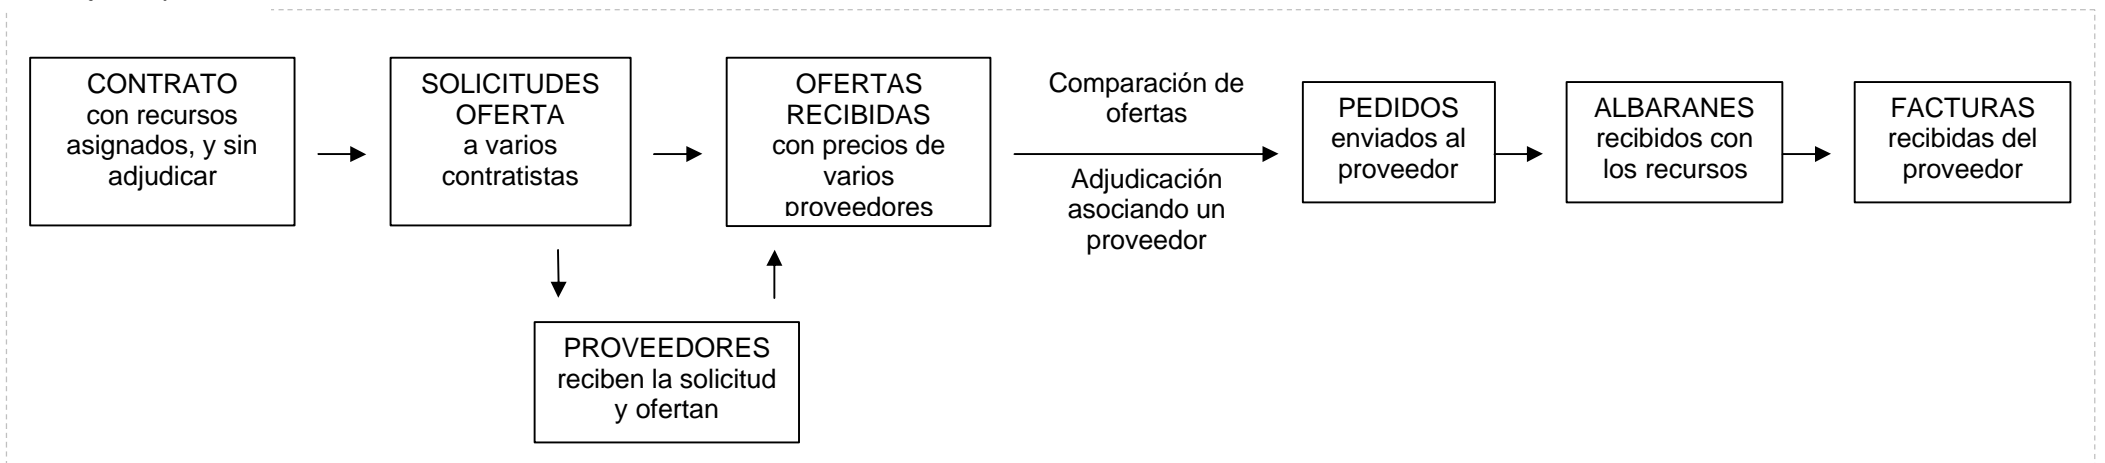 CONTRATO
con recursos
asignados, y sin
adjudicar
SOLICITUDES
OFERTA
a varios
contratistas
OFERTAS
RECIBIDAS
con precios de
varios
proveedores
Comparación de
ofertas
Adjudicación
asociando un
proveedor
PEDIDOS
enviados al
proveedor
ALBARANES
recibidos con
los recursos
FACTURAS
recibidas del
proveedor
PROVEEDORES
reciben la solicitud
y ofertan